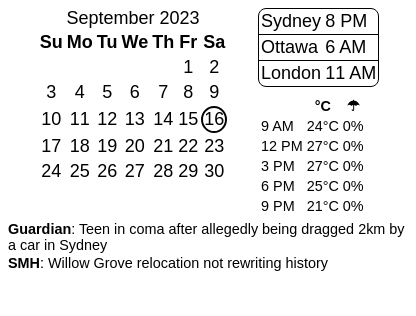 September 2023
Su Mo Tu We Th Fr Sa
1 2
3 4 5 6 7 8 9
10 11 12 13 14 15 16
17 18 19 20 21 22 23
24 25 26 27 28 29 30
Sydney 8 PM
Ottawa 6 AM
London 11 AM
°C ☂
9 AM 24°C 0%
12 PM 27°C 0%
3 PM 27°C 0%
6 PM 25°C 0%
9 PM 21°C 0%
Guardian: Teen in coma after allegedly being dragged 2km by
a car in Sydney
SMH: Willow Grove relocation not rewriting history